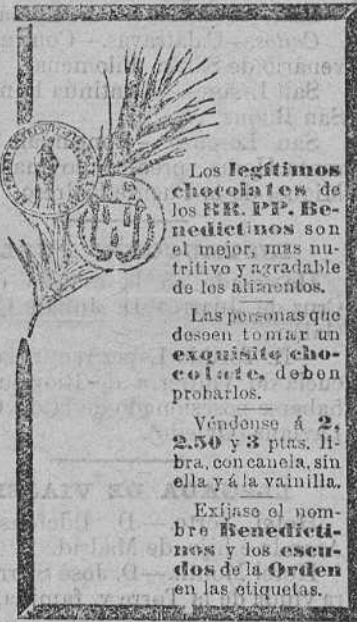 Los legítimos
chocolates de
los RR. PP. Be-
nedictinos son
el mejor, mas nu-
tritivo y agradable
de los alimentos.
Las personas que
deseen tomar un
exquisito cho-
colate, deben
probarlos.
Véndense á 2,
2.50 y 3 ptas. li-
bra, con canela, sin
ella y á la vainilla.
Exíjase el nom-
bre Benedicti-
nos y los escu-
dos de la Orden
en las etiquetas.